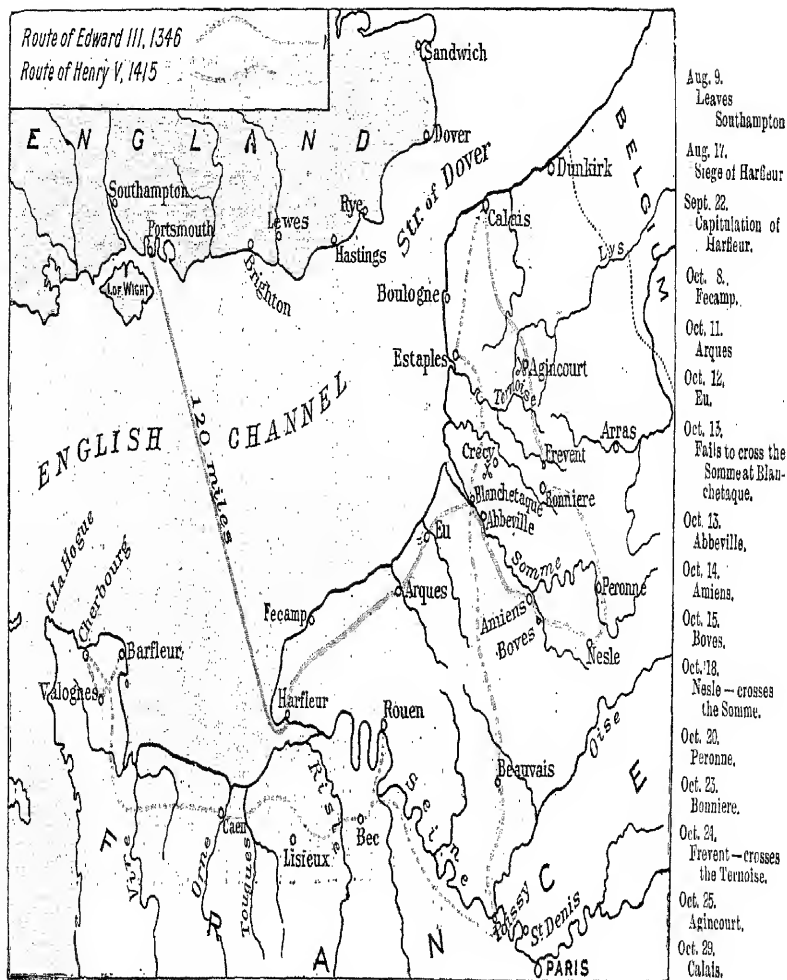 Route of Edward III, 1346
Route of Henry V, 1415
ENGLAND
Sandwich
Dover
Str. of Dover
Southampton
Portsmouth
Lewes
Rye
Hastings
Brighton
I. OF WIGHT
BELGIUM
Dunkirk
Calais
Lys
Boulogne
Estaples
Agincourt
Ternoise
Arras
ENGLISH CHANNEL
120 miles
Crecy
Frevent
Blanchetaque
Bonniere
Abbeville
Eu
Somme
Arques
Peronne
Amiens
Boves
Nesle
C. La Hogue
Cherbourg
Barfleur
Valognes
Fecamp
Harfleur
Rouen
Oise
Beauvais
Risle
Seine
Caen
Lisieux
Bec
Vire
Orne
Touques
Poissy
St Denis
PARIS
FRANCE
Aug. 9.
Leaves
Southampton
Aug. 17.
Siege of Harfleur
Sept. 22.
Capitulation of
Harfleur.
Oct. 8.
Fecamp.
Oct. 11.
Arques
Oct. 12.
Eu.
Oct. 13.
Fails to cross the
Somme at Blan-
chetaque.
Oct. 13.
Abbeville.
Oct. 14.
Amiens.
Oct. 15.
Boves.
Oct. 18.
Nesle — crosses
the Somme.
Oct. 20.
Peronne.
Oct. 23.
Bonniere.
Oct. 24.
Frevent — crosses
the Ternoise.
Oct. 25.
Agincourt.
Oct. 29.
Calais.